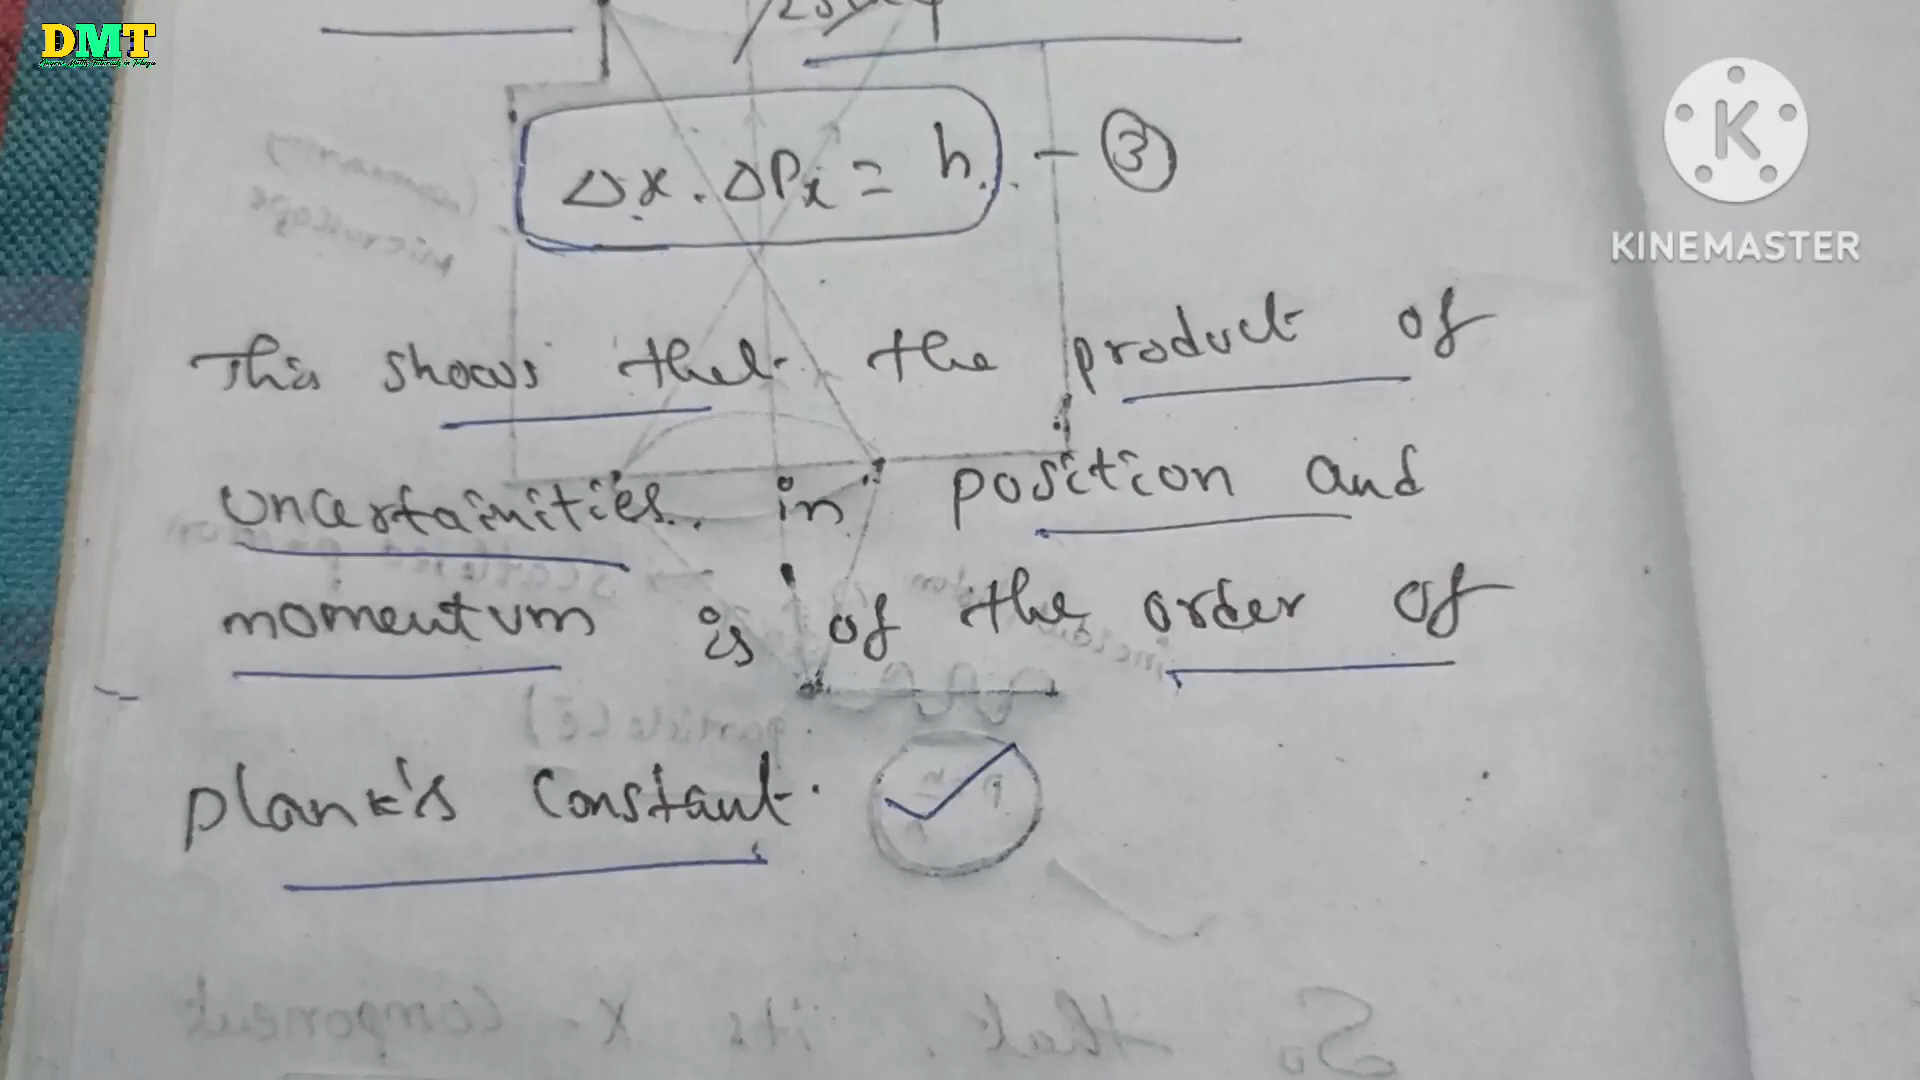 DMT
Δx . ΔPx = h. - ③
KINEMASTER
This shows that the product of
uncertainities. in position and
momentum is of the order of
plank's constant.